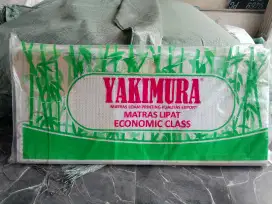 YAKIMURA
MATRAS LIPAT
ECONOMIC CLASS